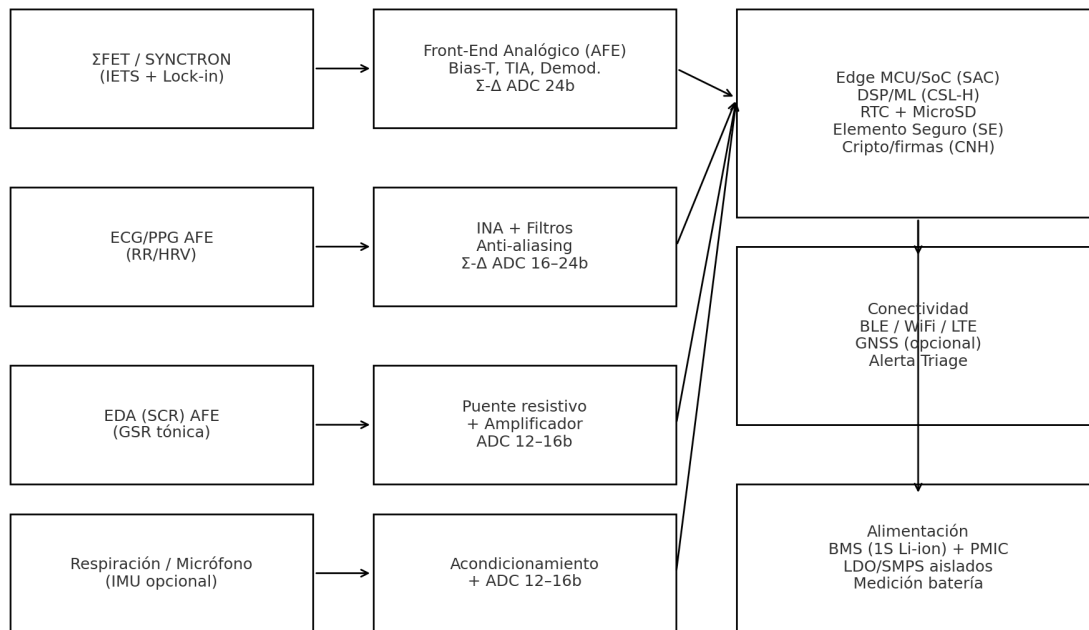 ΣFET / SYNCTRON
(IETS + Lock-in)
Front-End Analógico (AFE)
Bias-T, TIA, Demod.
Σ-Δ ADC 24b
Edge MCU/SoC (SAC)
DSP/ML (CSL-H)
RTC + MicroSD
Elemento Seguro (SE)
Cripto/firmas (CNH)
ECG/PPG AFE
(RR/HRV)
INA + Filtros
Anti-aliasing
Σ-Δ ADC 16–24b
Conectividad
BLE / WiFi / LTE
GNSS (opcional)
Alerta Triage
EDA (SCR) AFE
(GSR tónica)
Puente resistivo
+ Amplificador
ADC 12–16b
Respiración / Micrófono
(IMU opcional)
Acondicionamiento
+ ADC 12–16b
Alimentación
BMS (1S Li-ion) + PMIC
LDO/SMPS aislados
Medición batería